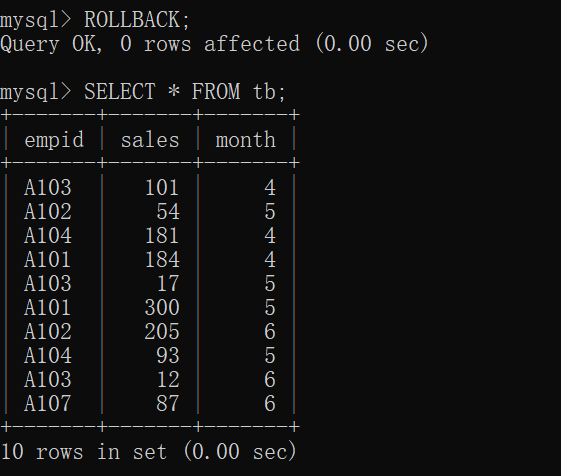 mysql> ROLLBACK;
Query OK, 0 rows affected (0.00 sec)
mysql> SELECT * FROM tb;
+-------+-------+-------+
| empid | sales | month |
+-------+-------+-------+
| A103  |   101 |     4 |
| A102  |    54 |     5 |
| A104  |   181 |     4 |
| A101  |   184 |     4 |
| A103  |    17 |     5 |
| A101  |   300 |     5 |
| A102  |   205 |     6 |
| A104  |    93 |     5 |
| A103  |    12 |     6 |
| A107  |    87 |     6 |
+-------+-------+-------+
10 rows in set (0.00 sec)